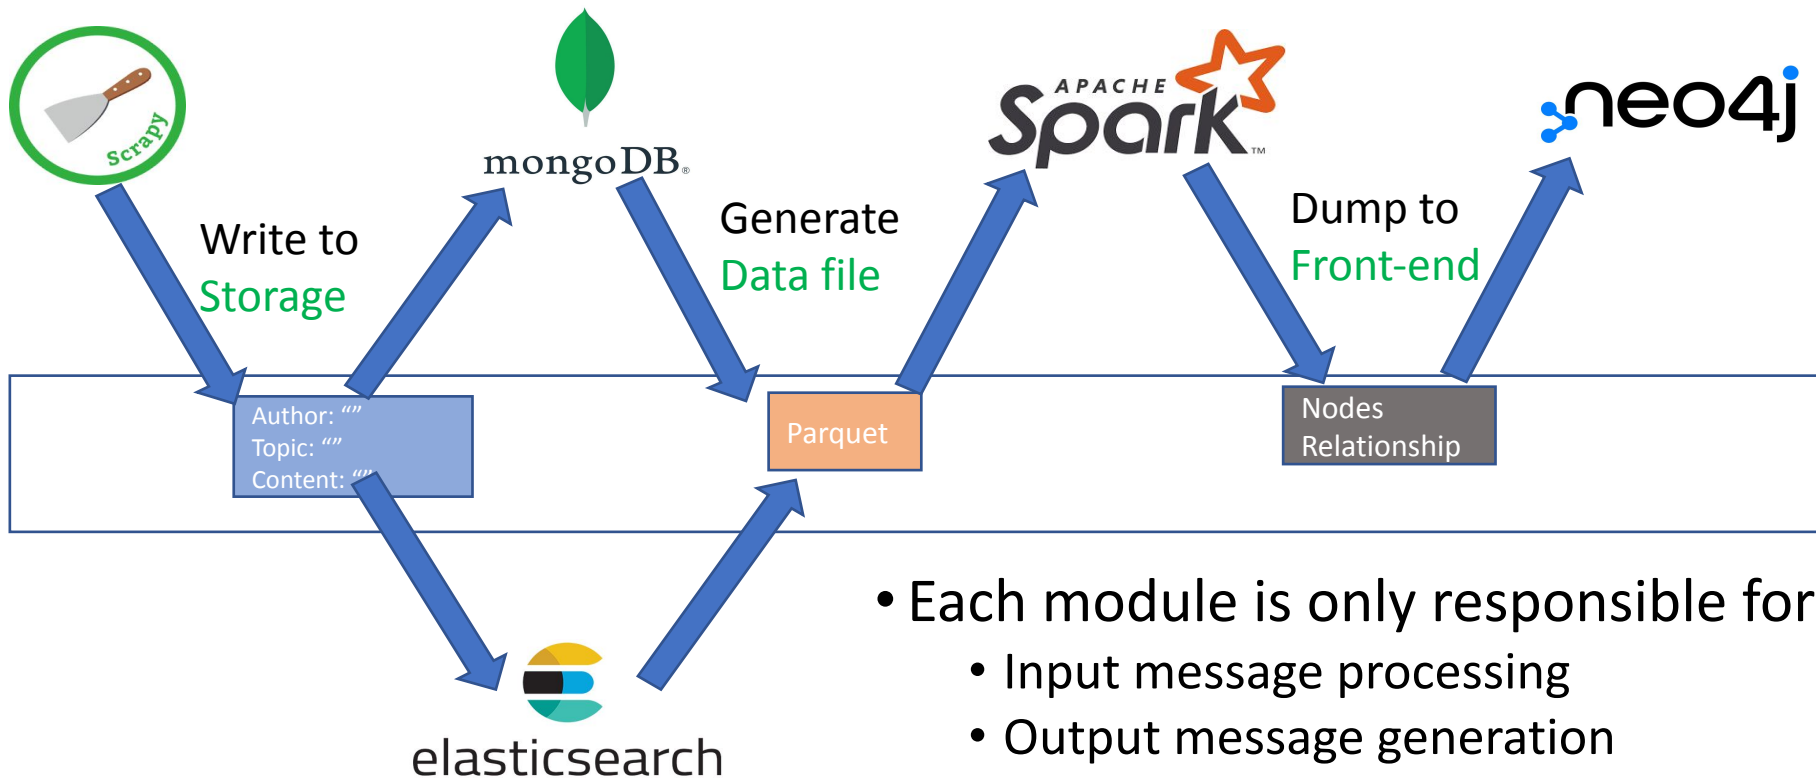 Scrapy
mongoDB®
APACHE
Spark™
neo4j
Write to
Storage
Generate
Data file
Dump to
Front-end
Author: “”
Topic: “”
Content: “”
Parquet
Nodes
Relationship
elasticsearch
• Each module is only responsible for
• Input message processing
• Output message generation